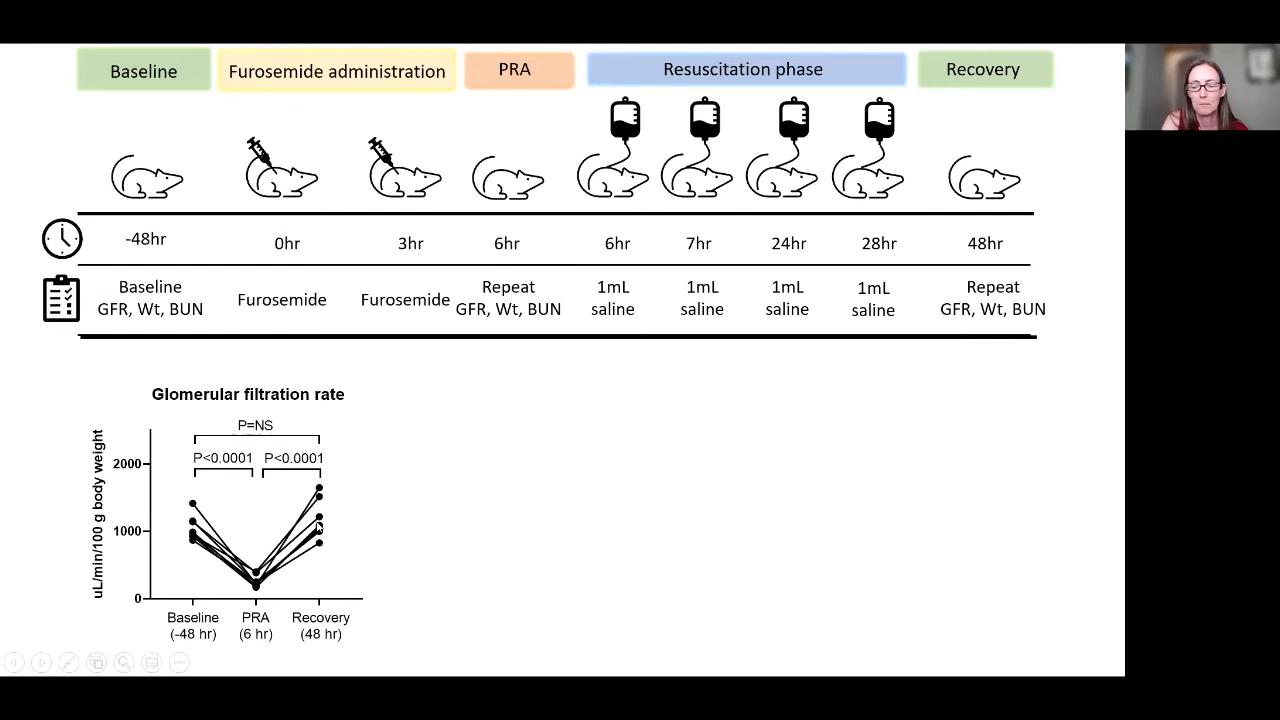 Baseline
Furosemide administration
PRA
Resuscitation phase
Recovery
-48hr
0hr
3hr
6hr
6hr
7hr
24hr
28hr
48hr
Baseline
GFR, Wt, BUN
Furosemide
Furosemide
Repeat
GFR, Wt, BUN
1mL
saline
1mL
saline
1mL
saline
1mL
saline
Repeat
GFR, Wt, BUN
Glomerular filtration rate
P=NS
P<0.0001
P<0.0001
uL/min/100 g body weight
2000
1000
0
Baseline
(-48 hr)
PRA
(6 hr)
Recovery
(48 hr)